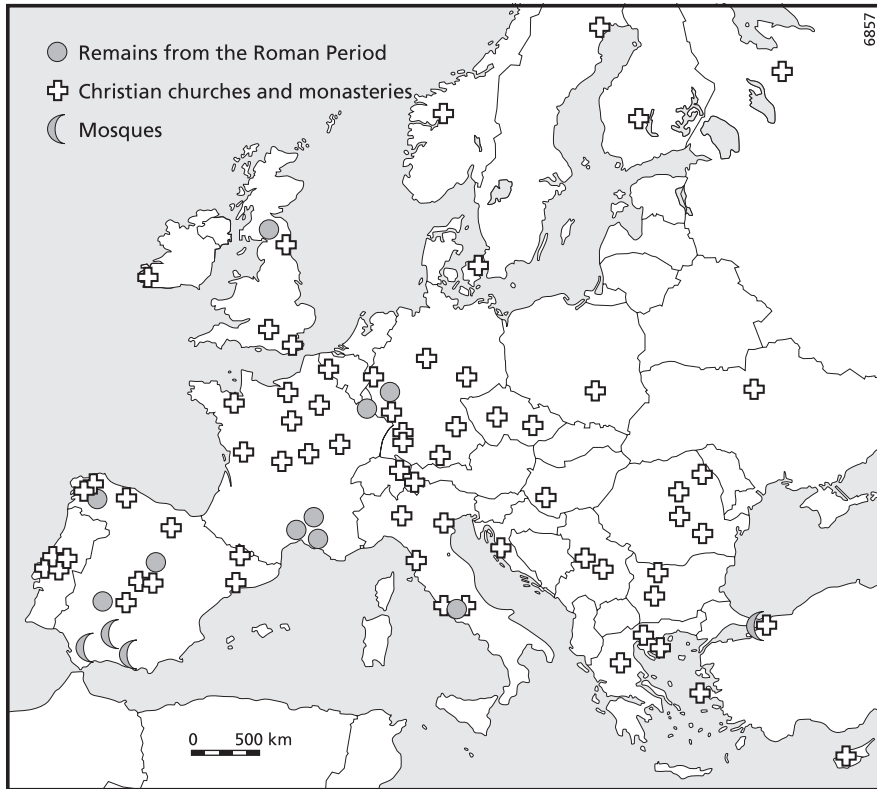 6857
Remains from the Roman Period
Christian churches and monasteries
Mosques
0 500 km